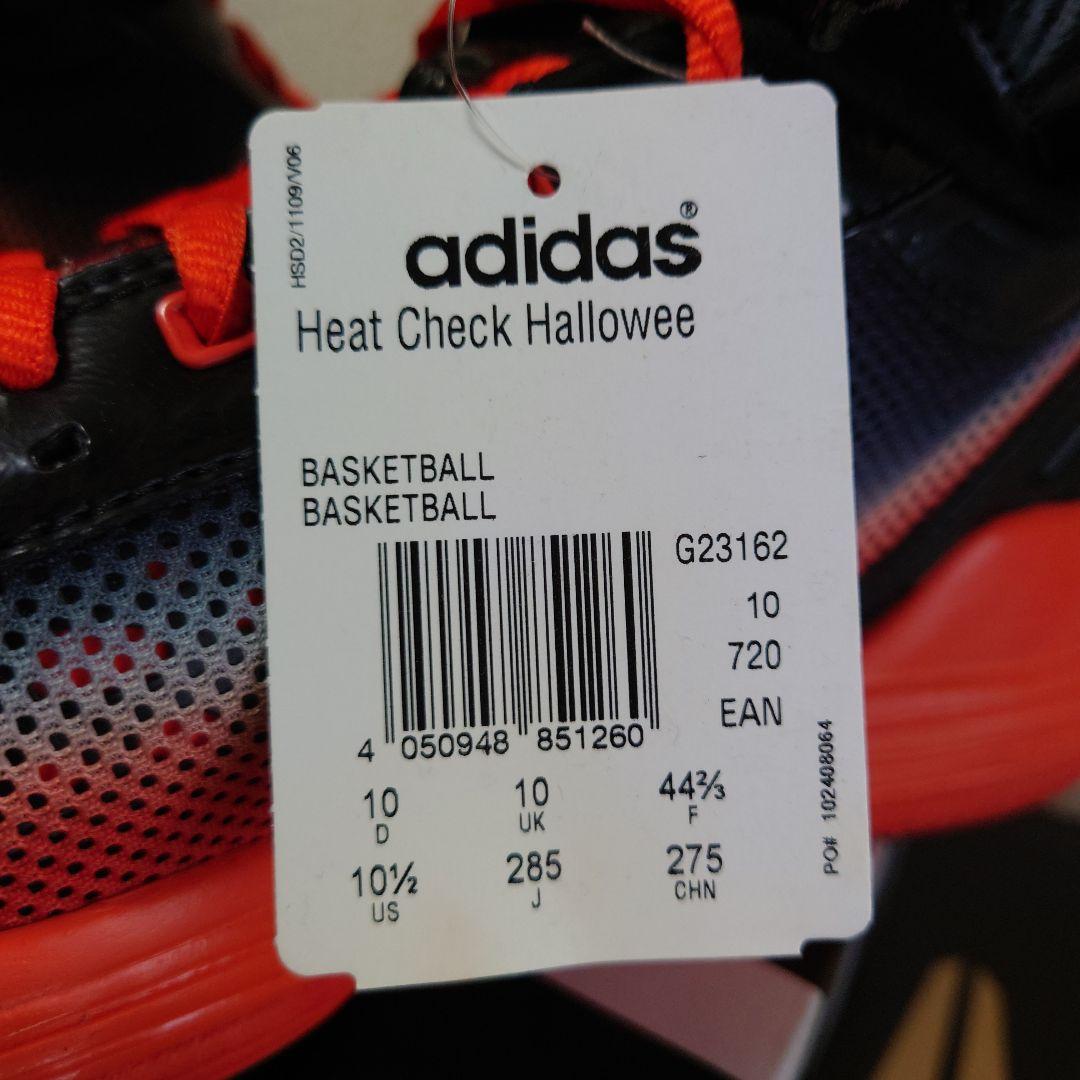 HSD2/1109/V06
adidas®
Heat Check Hallowee
BASKETBALL
BASKETBALL
G23162
10
720
EAN
4 050948 851260
10 10 44⅔
D UK F
10½ 285 275
US J CHN
PO# 102408064